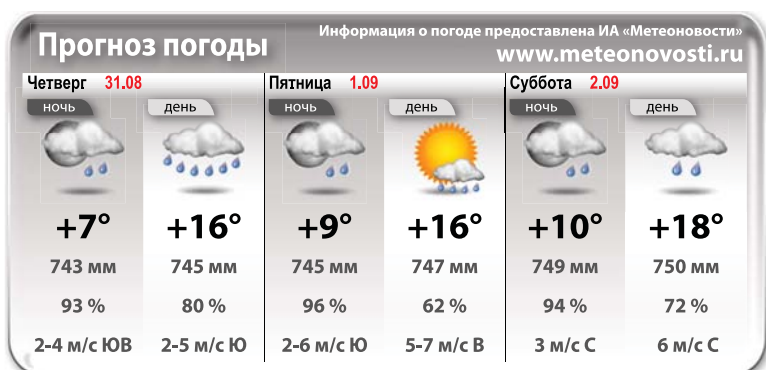 Прогноз погоды
Информация о погоде предоставлена ИА «Метеоновости»
www.meteonovosti.ru
Четверг 31.08 Пятница 1.09 Суббота 2.09
ночь день ночь день ночь день
+7° +16° +9° +16° +10° +18°
743 мм 745 мм 745 мм 747 мм 749 мм 750 мм
93 % 80 % 96 % 62 % 94 % 72 %
2-4 м/с ЮВ 2-5 м/с Ю 2-6 м/с Ю 5-7 м/с В 3 м/с С 6 м/с С